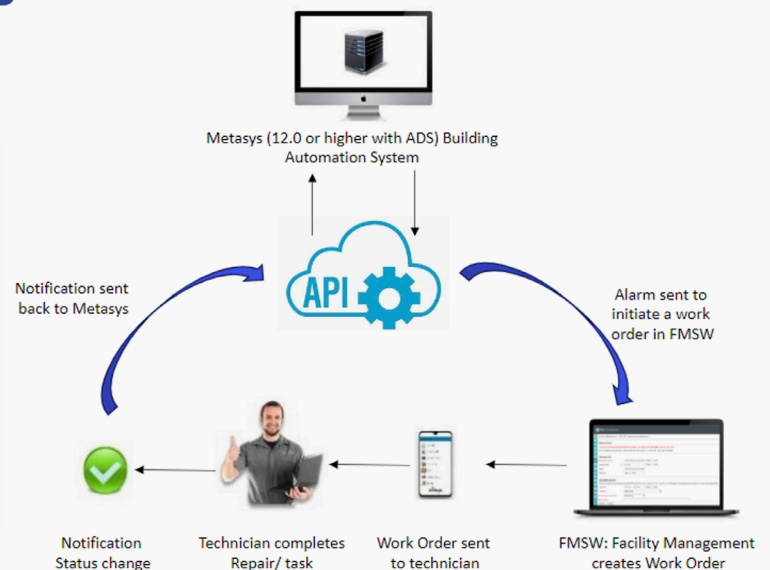 Metasys (12.0 or higher with ADS) Building
Automation System
API
Notification sent
back to Metasys
Alarm sent to
initiate a work
order in FMSW
Notification
Status change
Technician completes
Repair/ task
Work Order sent
to technician
FMSW: Facility Management
creates Work Order